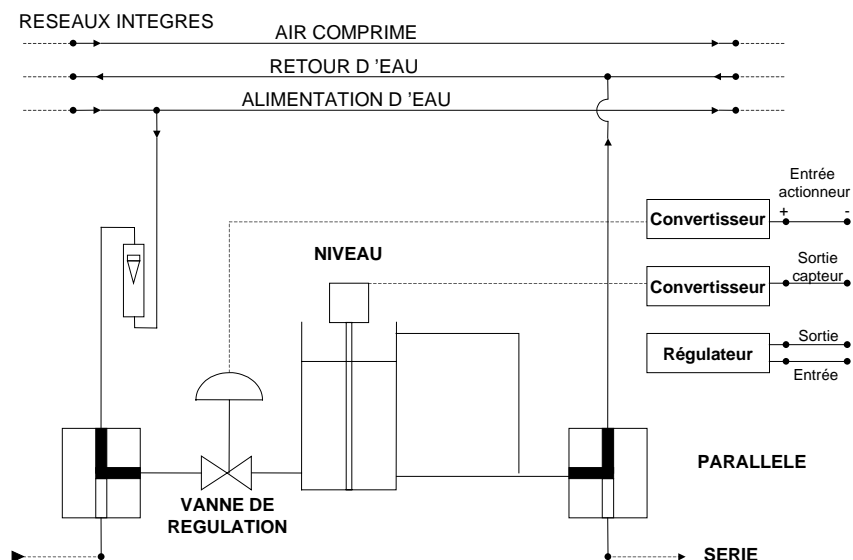 RESEAUX INTEGRES
AIR COMPRIME
RETOUR D 'EAU
ALIMENTATION D 'EAU
Entrée
actionneur
Convertisseur
+ -
NIVEAU
Sortie
capteur
Convertisseur
Régulateur
Sortie
Entrée
PARALLELE
VANNE DE
REGULATION
SERIE